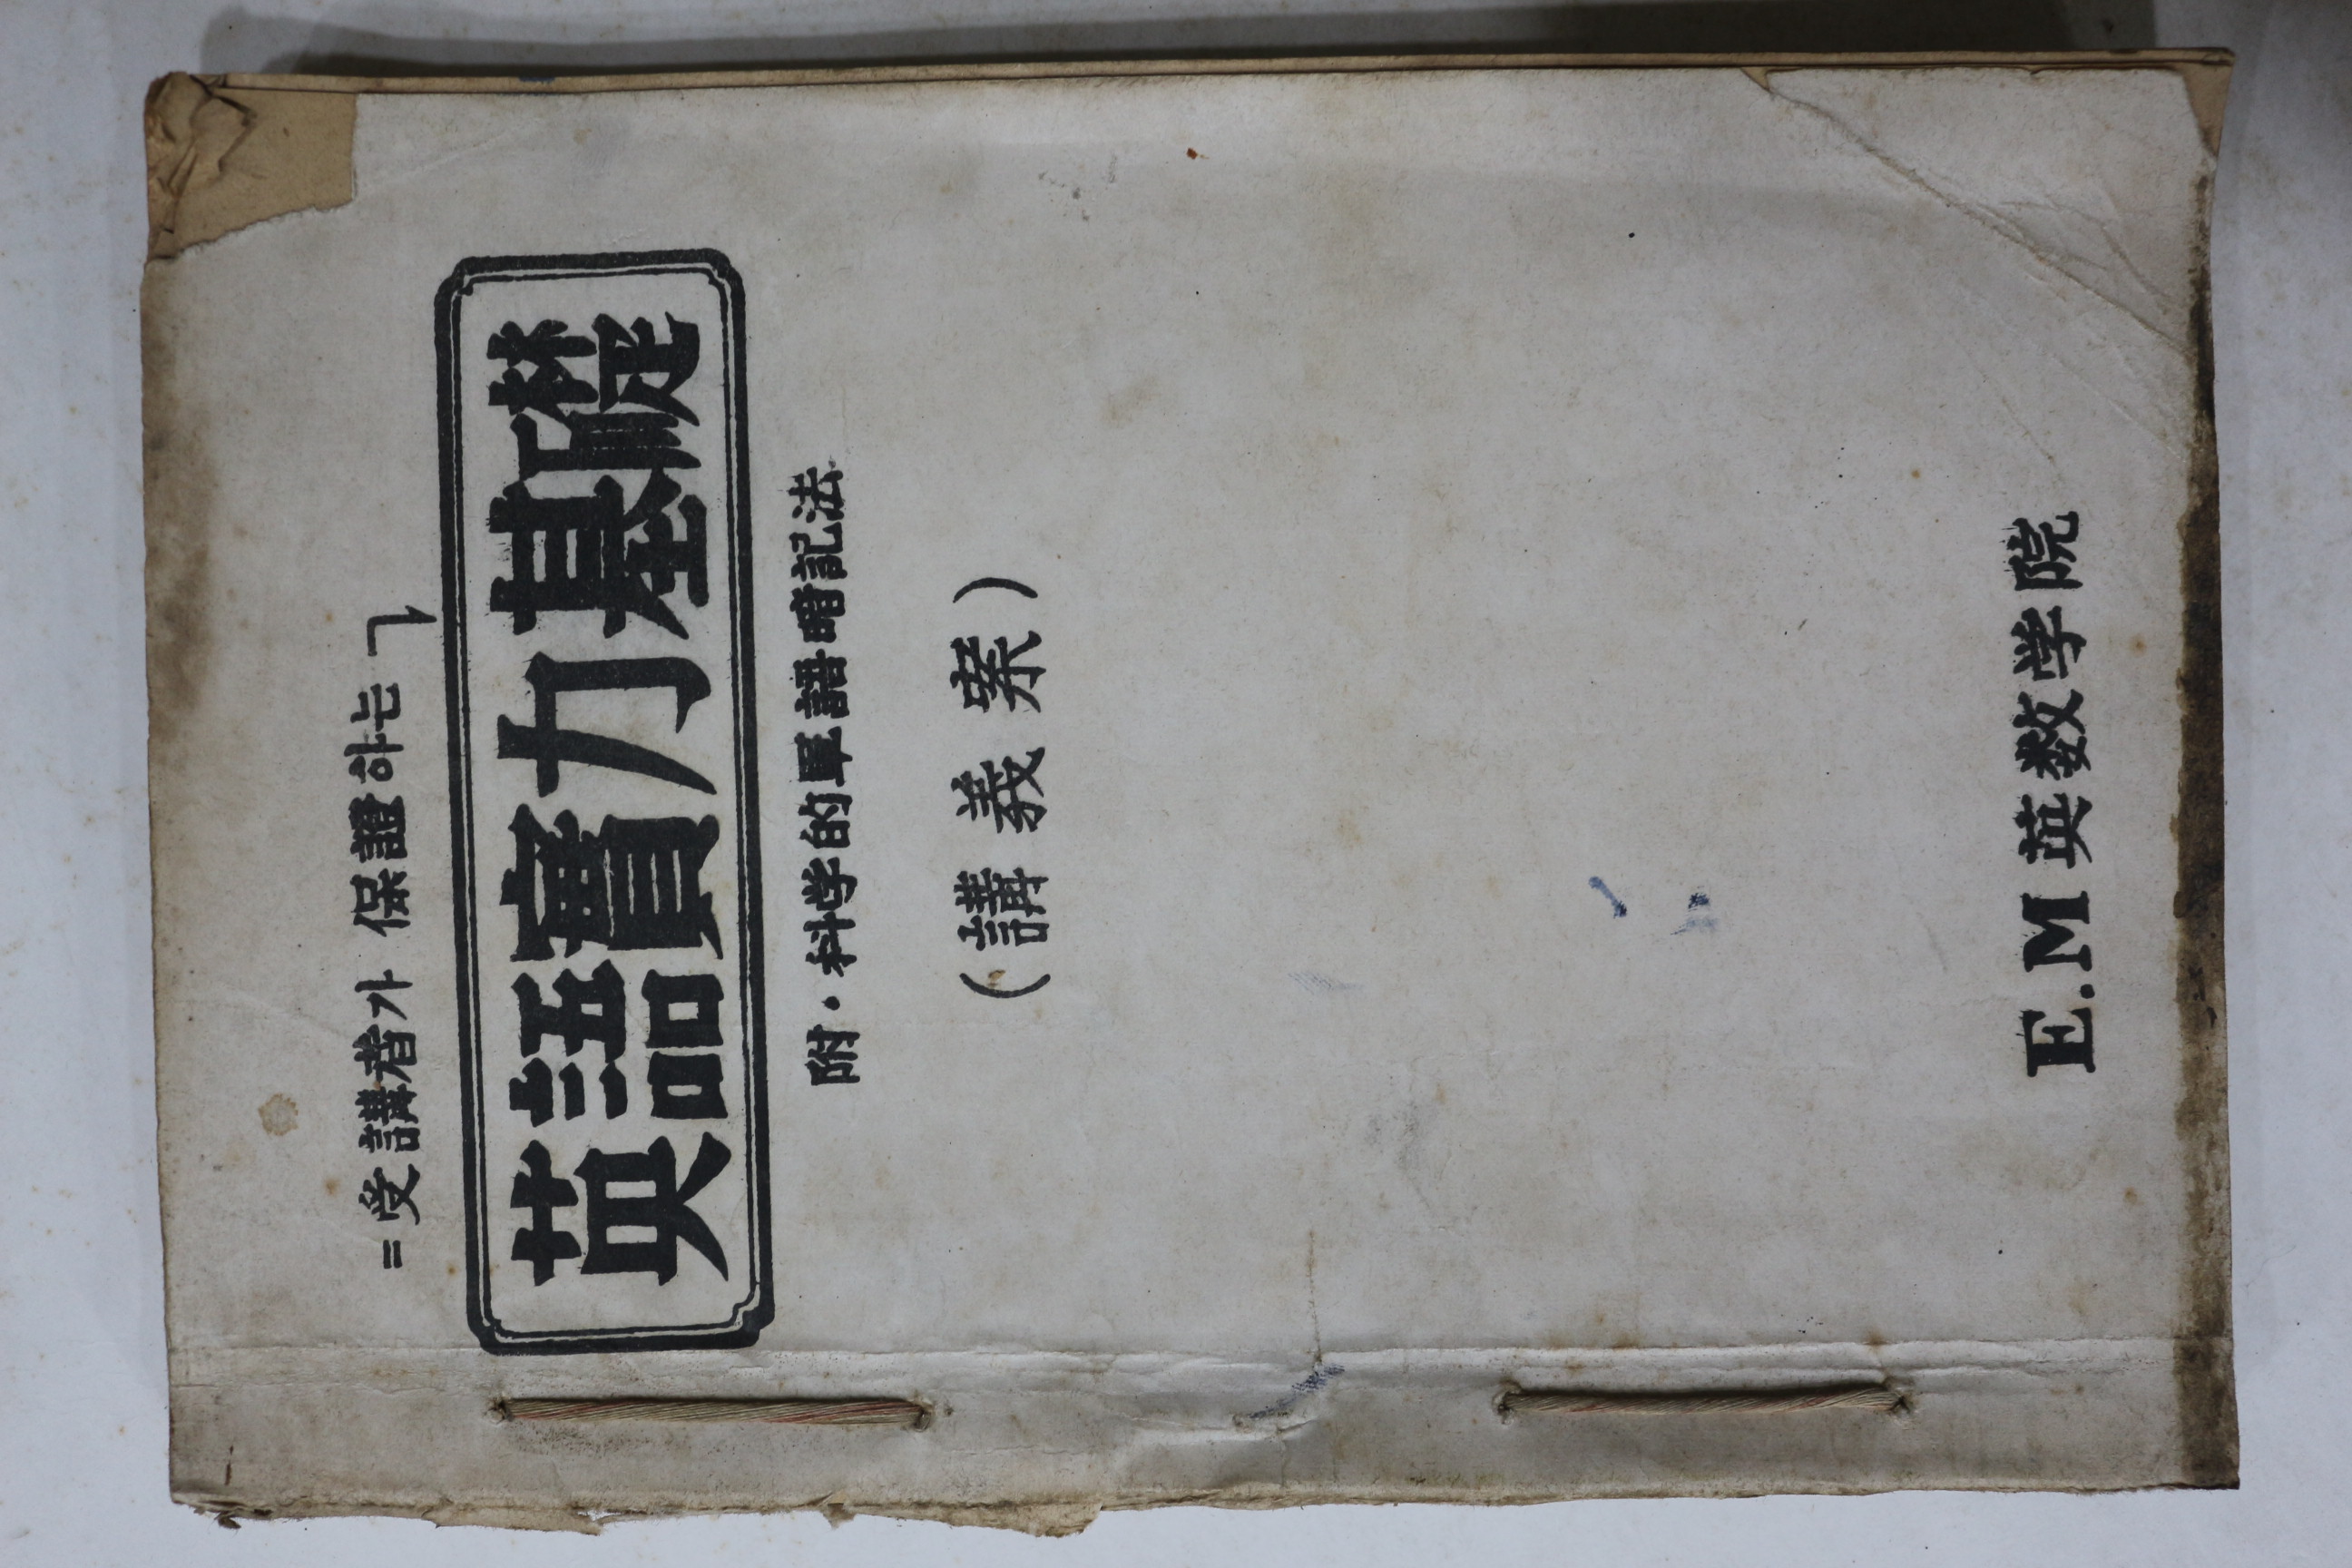 =受講者가 保證하는 ㄱ
英語實力基礎
附・科学的單語暗記法
(講義案)
E.M英数学院